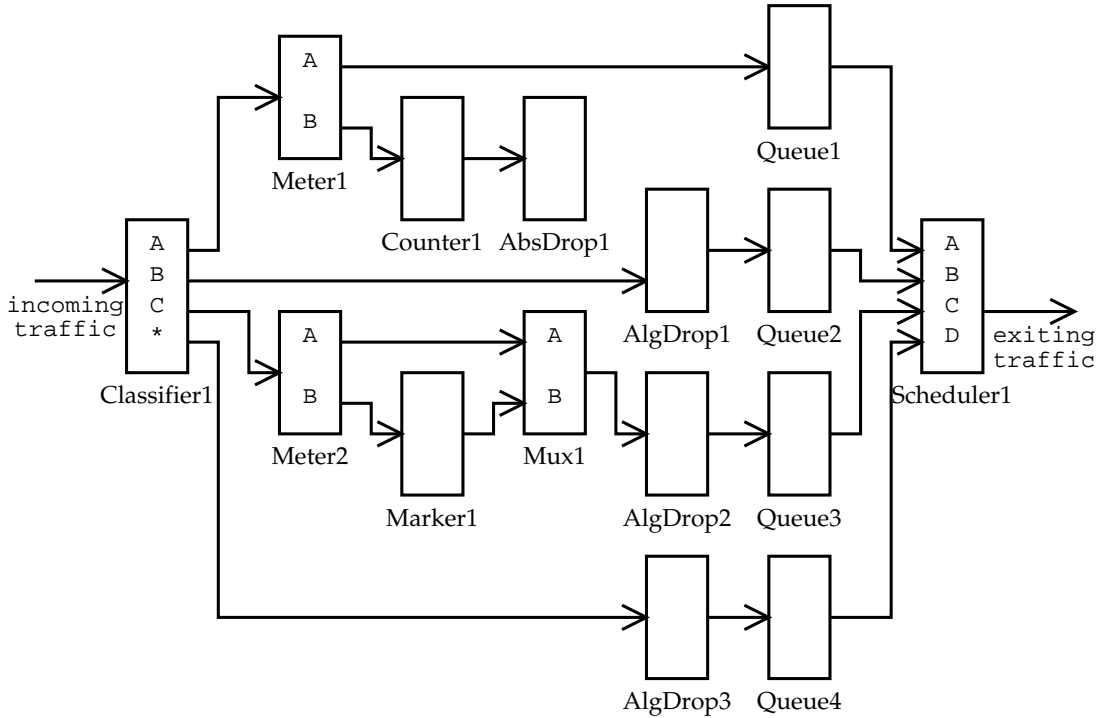 A
B
Meter1
Queue1
Counter1
AbsDrop1
incoming
traffic
A
B
C
*
Classifier1
AlgDrop1
Queue2
A
B
C
D
Scheduler1
exiting
traffic
A
B
Meter2
Marker1
A
B
Mux1
AlgDrop2
Queue3
AlgDrop3
Queue4